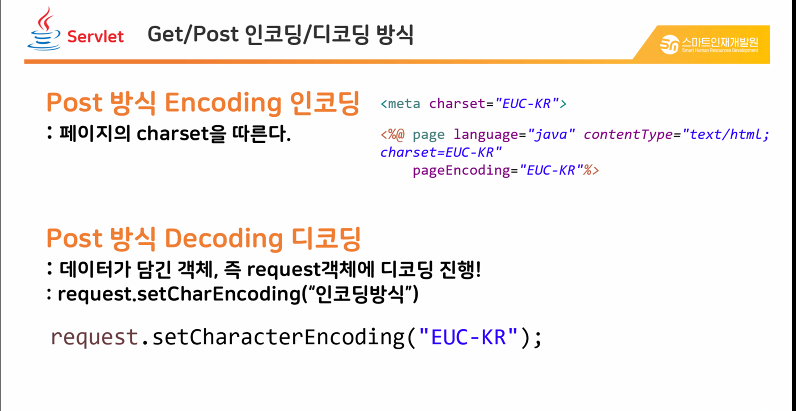 Servlet
Get/Post 인코딩/디코딩 방식
스마트인재개발원
Smart Human Resources Development
Post 방식 Encoding 인코딩
: 페이지의 charset을 따른다.
<meta charset="EUC-KR">
<%@ page language="java" contentType="text/html;
charset=EUC-KR"
pageEncoding="EUC-KR"%>
Post 방식 Decoding 디코딩
: 데이터가 담긴 객체, 즉 request객체에 디코딩 진행!
: request.setCharEncoding(“인코딩방식”)
request.setCharacterEncoding("EUC-KR");